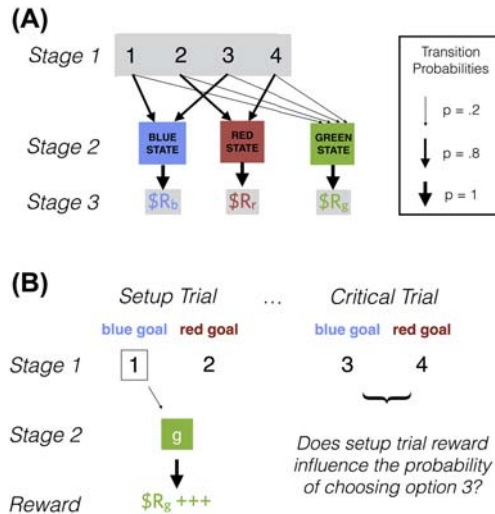 (A)
Stage 1 1 2 3 4
Transition Probabilities
p = .2
p = .8
p = 1
Stage 2 BLUE STATE RED STATE GREEN STATE
Stage 3 $Rb $Rr $Rg
(B)
Setup Trial ... Critical Trial
blue goal red goal blue goal red goal
Stage 1 1 2 3 4
Stage 2 g
Does setup trial reward
influence the probability
of choosing option 3?
Reward $Rg +++